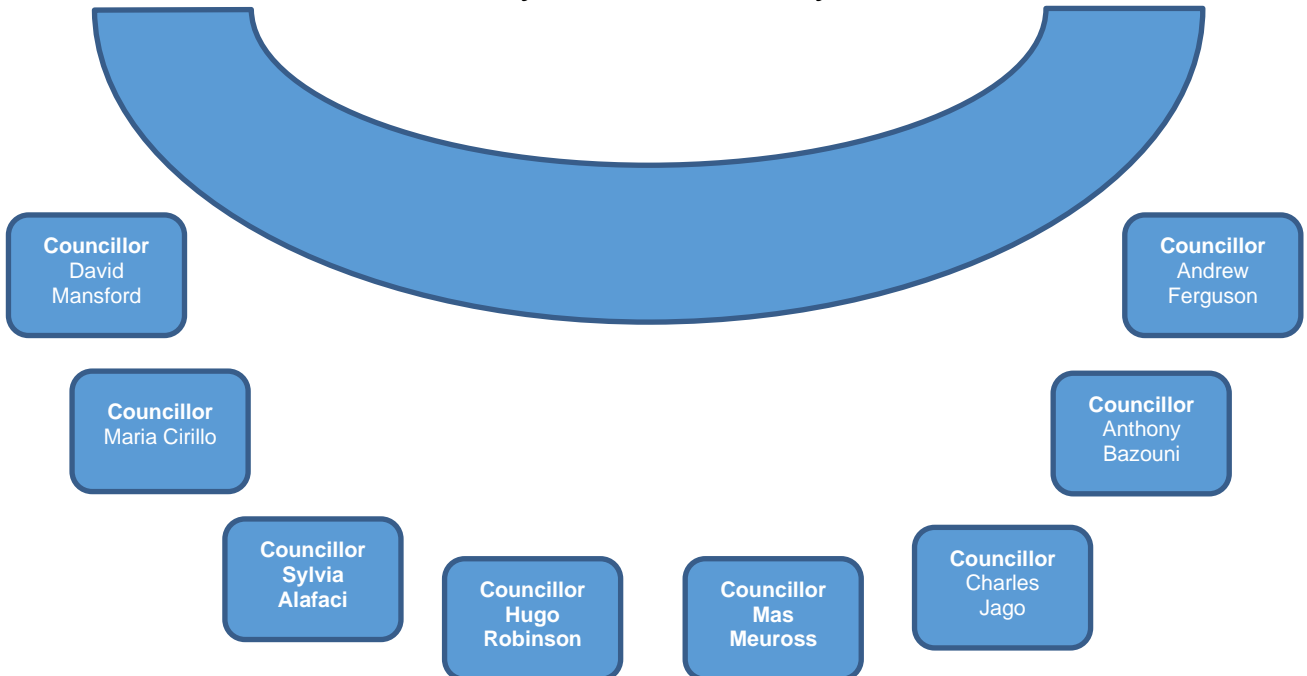 Councillor
David
Mansford
Councillor
Maria Cirillo
Councillor
Sylvia
Alafaci
Councillor
Hugo
Robinson
Councillor
Mas
Meuross
Councillor
Charles
Jago
Councillor
Anthony
Bazouni
Councillor
Andrew
Ferguson